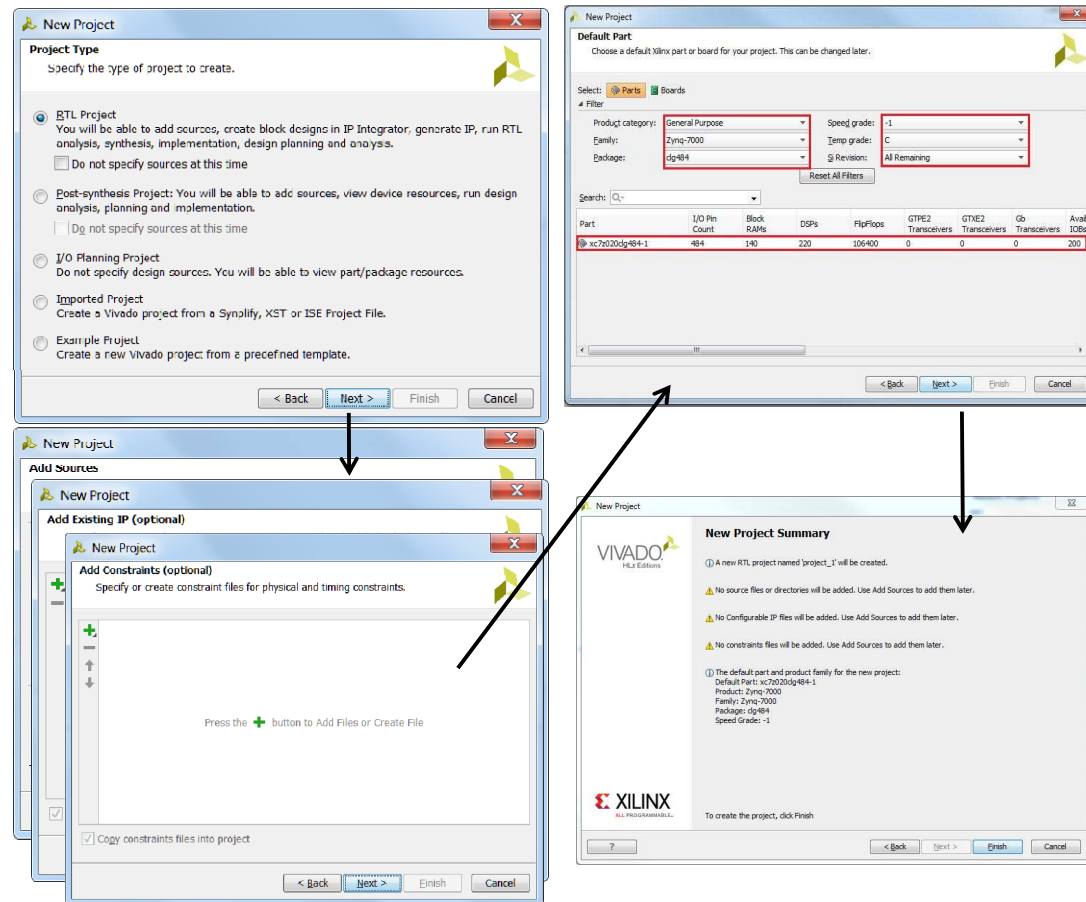 New Project
Project Type
Specify the type of project to create.
RTL Project
You will be able to add sources, create block designs in IP Integrator, generate IP, run RTL
analysis, synthesis, implementation, design planning and analysis.
Do not specify sources at this time
Post-synthesis Project: You will be able to add sources, view device resources, run design
analysis, planning and implementation.
Do not specify sources at this time
I/O Planning Project
Do not specify design sources. You will be able to view part/package resources.
Imported Project
Create a Vivado project from a Synplify, XST or ISE Project File.
Example Project
Create a new Vivado project from a predefined template.
< Back Next > Finish Cancel
New Project
Add Sources
New Project
Add Existing IP (optional)
New Project
Add Constraints (optional)
Specify or create constraint files for physical and timing constraints.
Press the + button to Add Files or Create File
Copy constraints files into project
< Back Next > Finish Cancel
New Project
Default Part
Choose a default Xilinx part or board for your project. This can be changed later.
Select: Parts Boards
Filter
Product category: General Purpose Speed grade: -1
Family: Zynq-7000 Temp grade: C
Package: clg484 Si Revision: All Remaining
Reset All Filters
Search: Q-
Part I/O Pin Count Block RAMs DSPs FlipFlops GTPE2 Transceivers GTXE2 Transceivers Gb Transceivers Avail IOBs
xc7z020clg484-1 484 140 220 106400 0 0 0 200
< Back Next > Finish Cancel
New Project
VIVADO
HLx Editions
New Project Summary
A new RTL project named 'project_1' will be created.
No source files or directories will be added. Use Add Sources to add them later.
No Configurable IP files will be added. Use Add Sources to add them later.
No constraints files will be added. Use Add Sources to add them later.
The default part and product family for the new project:
Default Part: xc7z020clg484-1
Product: Zynq-7000
Family: Zynq-7000
Package: clg484
Speed Grade: -1
XILINX
ALL PROGRAMMABLE.
To create the project, click Finish
? < Back Next > Finish Cancel